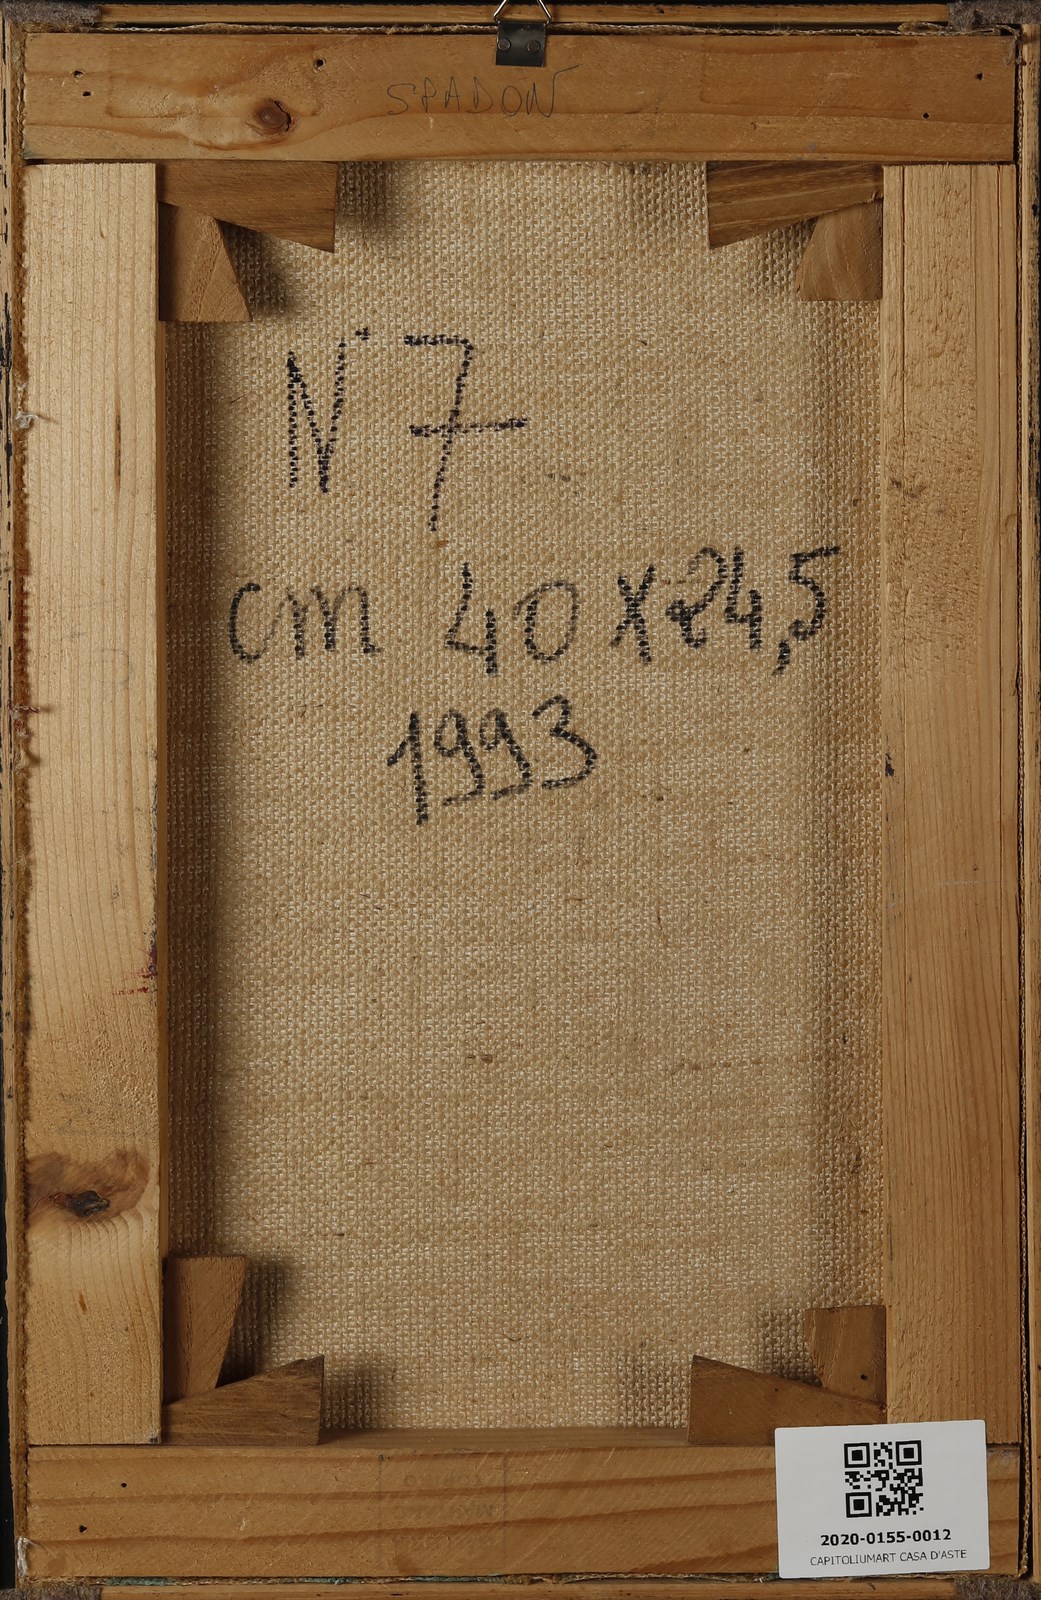 SPADON
N° 7
cm 40 x 24,5
1993
2020-0155-0012
CAPITOLIUMART CASA D'ASTE